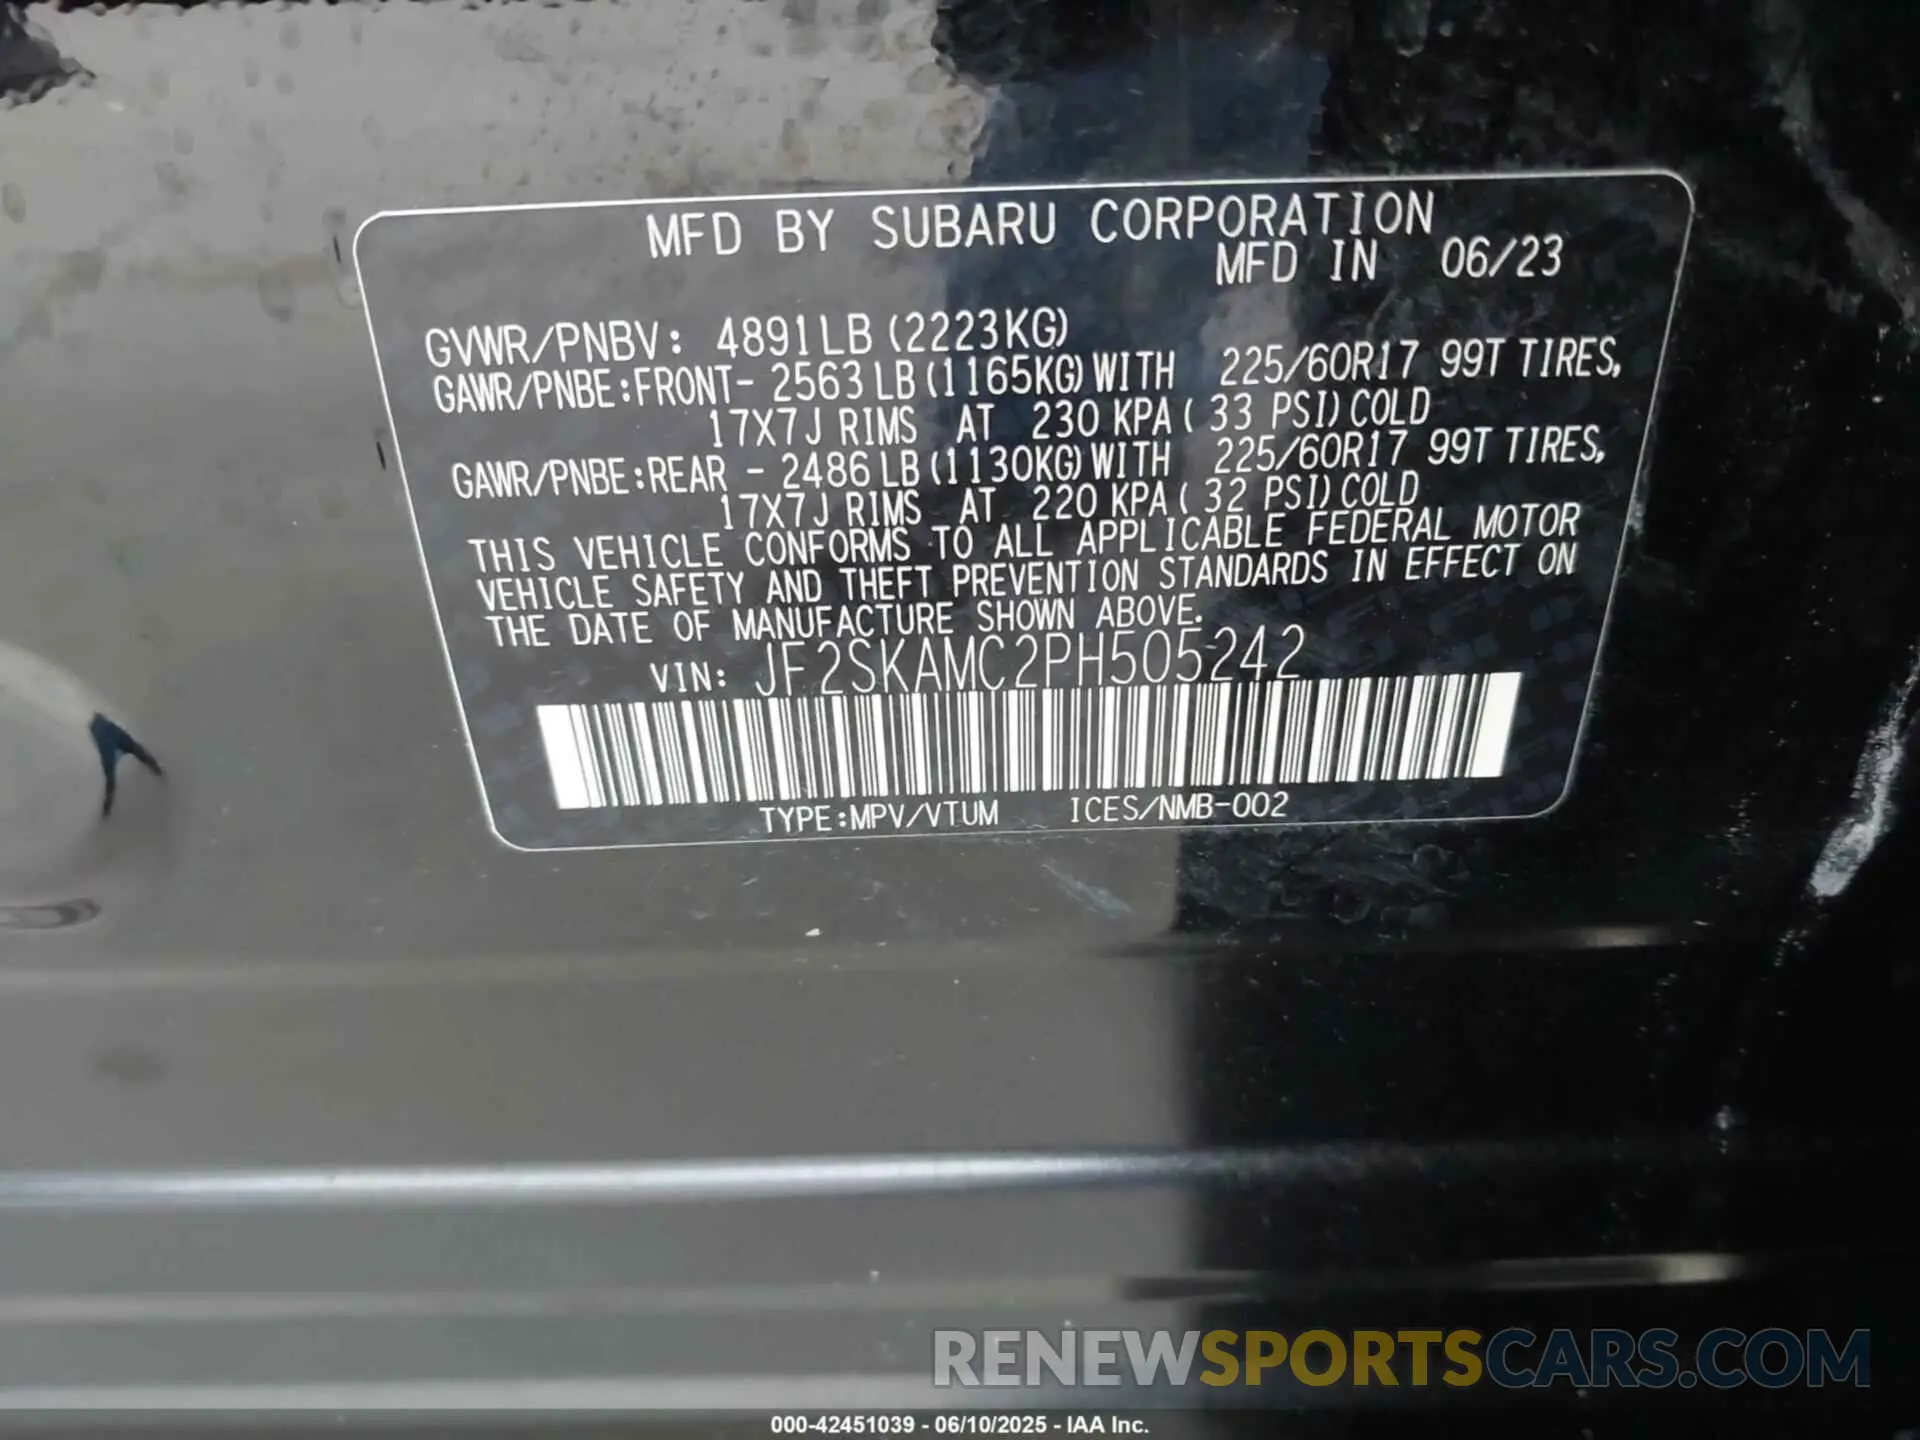 MFD BY SUBARU CORPORATION
MFD IN 06/23
GVWR/PNBV: 4891LB (2223KG)
GAWR/PNBE:FRONT- 2563 LB (1165KG) WITH 225/60R17 99T TIRES,
17X7J RIMS AT 230 KPA ( 33 PSI) COLD
GAWR/PNBE:REAR - 2486 LB (1130KG) WITH 225/60R17 99T TIRES,
17X7J RIMS AT 220 KPA ( 32 PSI) COLD
THIS VEHICLE CONFORMS TO ALL APPLICABLE FEDERAL MOTOR
VEHICLE SAFETY AND THEFT PREVENTION STANDARDS IN EFFECT ON
THE DATE OF MANUFACTURE SHOWN ABOVE.
VIN: JF2SKAMC2PH505242
TYPE:MPV/VTUM ICES/NMB-002
RENEWSPORTSCARS.COM
000-42451039 - 06/10/2025 - IAA Inc.